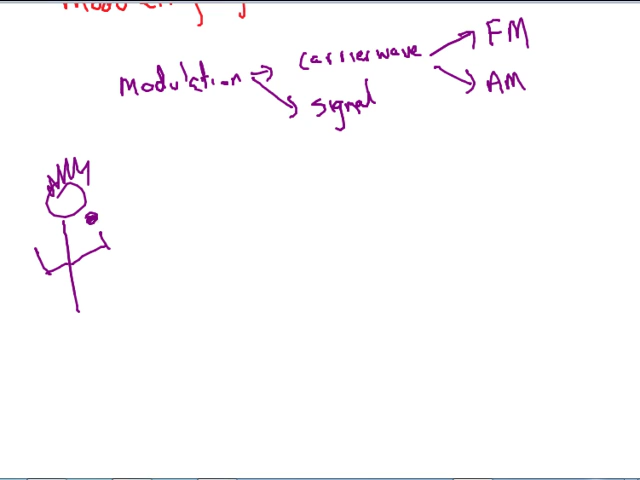 Modulation → carrierwave → FM
→ AM
→ signal